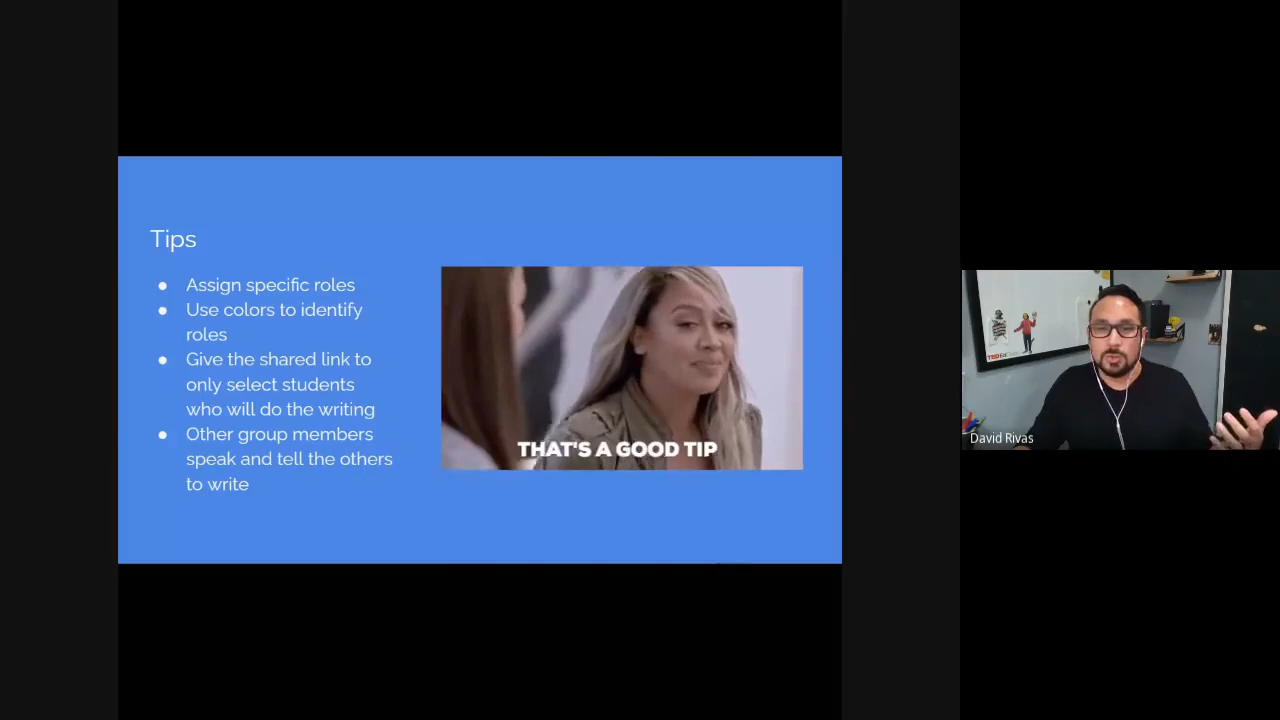 Tips
● Assign specific roles
● Use colors to identify
roles
● Give the shared link to
only select students
who will do the writing
● Other group members
speak and tell the others
to write
THAT'S A GOOD TIP
TEDEd
David Rivas